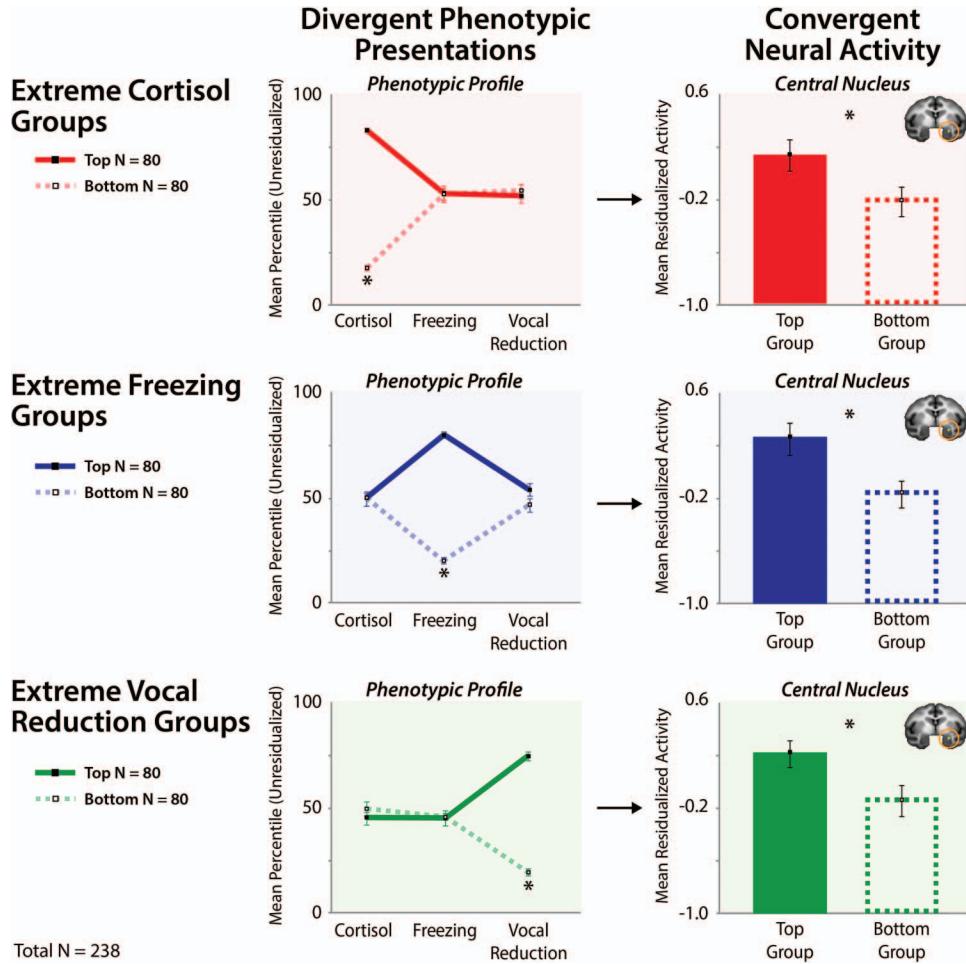 Divergent Phenotypic
Presentations
Convergent
Neural Activity
Extreme Cortisol
Groups
Top N = 80
Bottom N = 80
Phenotypic Profile
Mean Percentile (Unresidualized)
100
50
0
*
Cortisol Freezing Vocal
Reduction
Central Nucleus
Mean Residualized Activity
0.6
-0.2
-1.0
*
Top
Group
Bottom
Group
Extreme Freezing
Groups
Top N = 80
Bottom N = 80
Phenotypic Profile
Mean Percentile (Unresidualized)
100
50
0
*
Cortisol Freezing Vocal
Reduction
Central Nucleus
Mean Residualized Activity
0.6
-0.2
-1.0
*
Top
Group
Bottom
Group
Extreme Vocal
Reduction Groups
Top N = 80
Bottom N = 80
Phenotypic Profile
Mean Percentile (Unresidualized)
100
50
0
*
Cortisol Freezing Vocal
Reduction
Central Nucleus
Mean Residualized Activity
0.6
-0.2
-1.0
*
Top
Group
Bottom
Group
Total N = 238